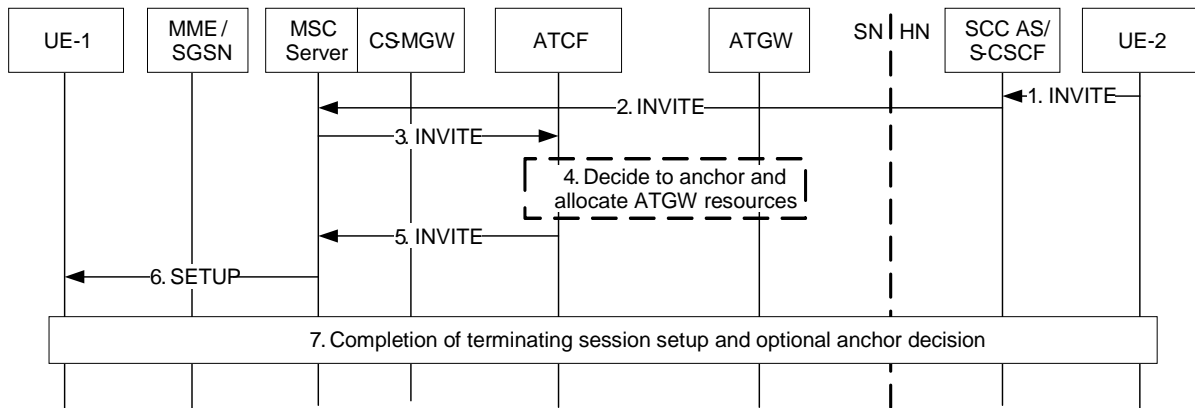 UE-1
MME /
SGSN
MSC
Server
CS-MGW
ATCF
ATGW
SN
HN
SCC AS/
S-CSCF
UE-2
1. INVITE
2. INVITE
3. INVITE
4. Decide to anchor and
allocate ATGW resources
5. INVITE
6. SETUP
7. Completion of terminating session setup and optional anchor decision